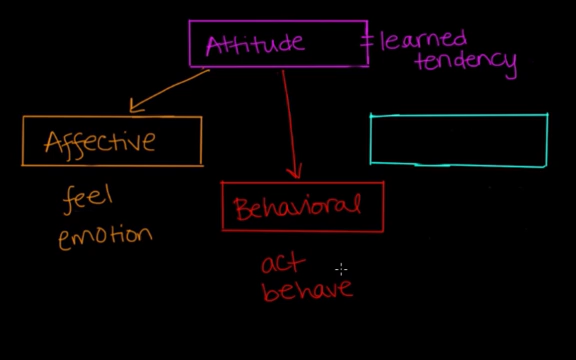 Attitude = learned
tendency
Affective
feel
emotion
Behavioral
act
behave